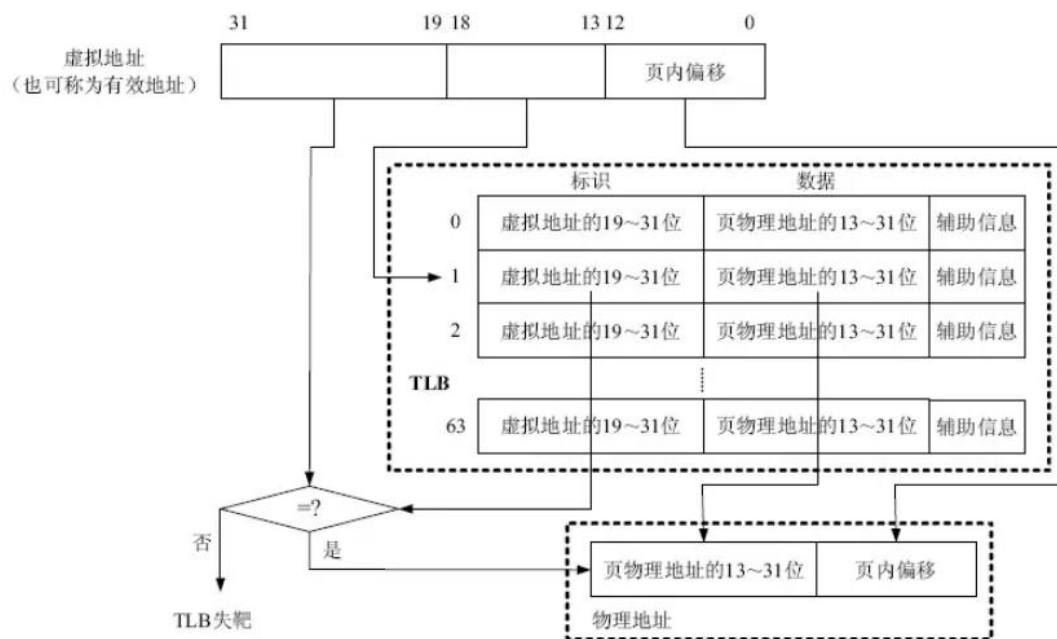 31 19 18 13 12 0
虚拟地址
（也可称为有效地址）
页内偏移
标识 数据
0 虚拟地址的19～31位 页物理地址的13～31位 辅助信息
1 虚拟地址的19～31位 页物理地址的13～31位 辅助信息
2 虚拟地址的19～31位 页物理地址的13～31位 辅助信息
TLB
63 虚拟地址的19～31位 页物理地址的13～31位 辅助信息
=?
否
是
页物理地址的13～31位 页内偏移
TLB失靶
物理地址